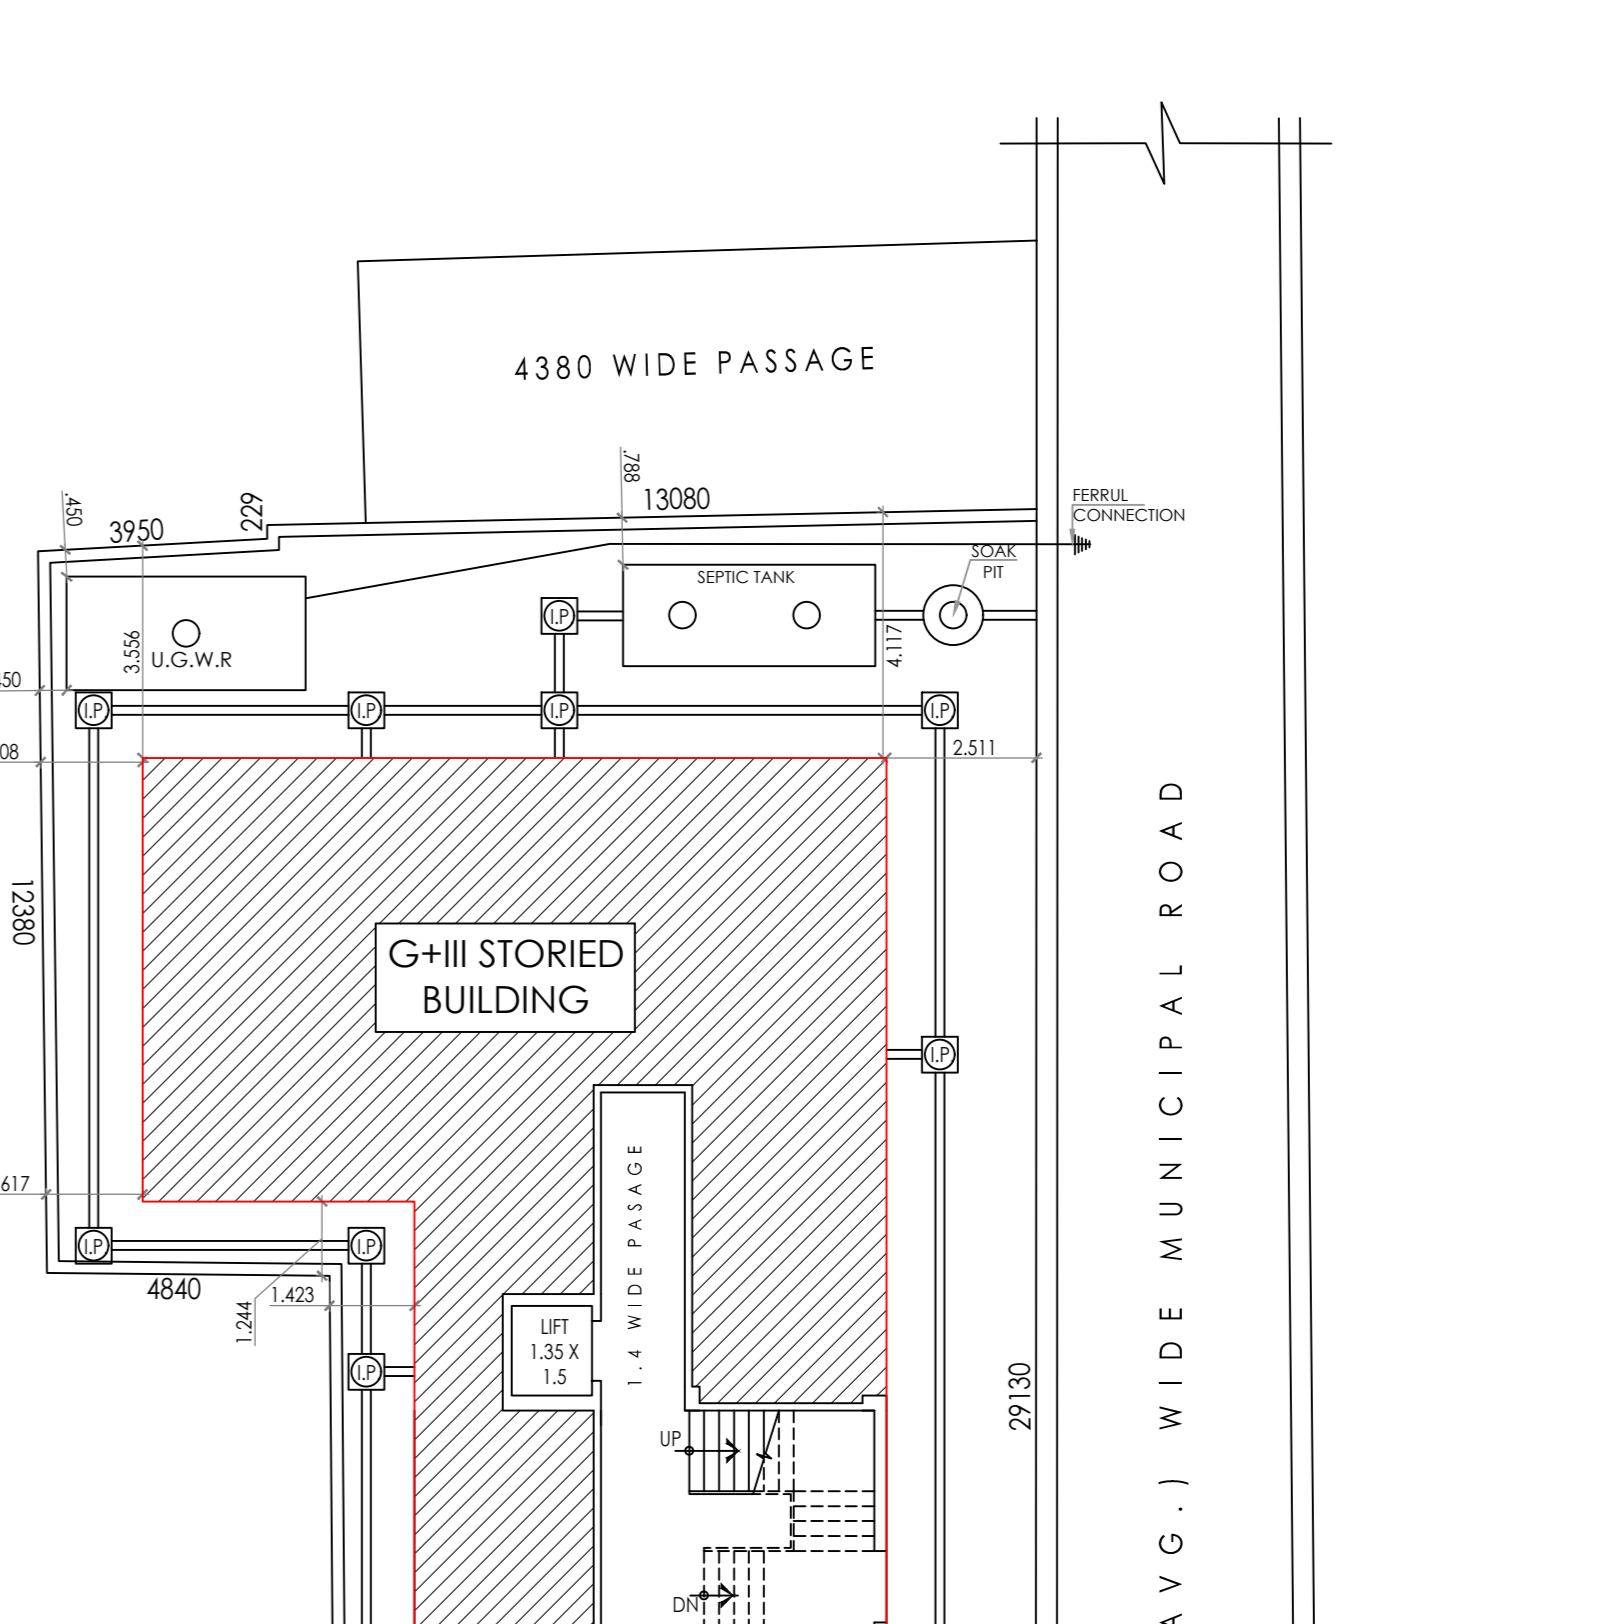 4380 WIDE PASSAGE
.788
.450
3950
229
13080
FERRUL
CONNECTION
SOAK
PIT
SEPTIC TANK
I.P
3.556
U.G.W.R
4.117
I.P
I.P
I.P
I.P
2.511
12380
G+III STORIED
BUILDING
I.P
1.4 WIDE PASAGE
617
I.P
I.P
4840
1.244
1.423
LIFT
1.35 X
1.5
I.P
29130
UP
DN
AVG.) WIDE MUNICIPAL ROAD